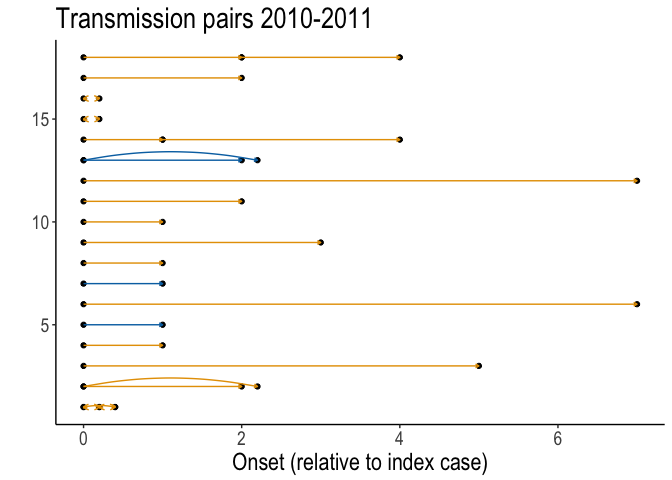 Transmission pairs 2010-2011
15
10
5
0 2 4 6
Onset (relative to index case)